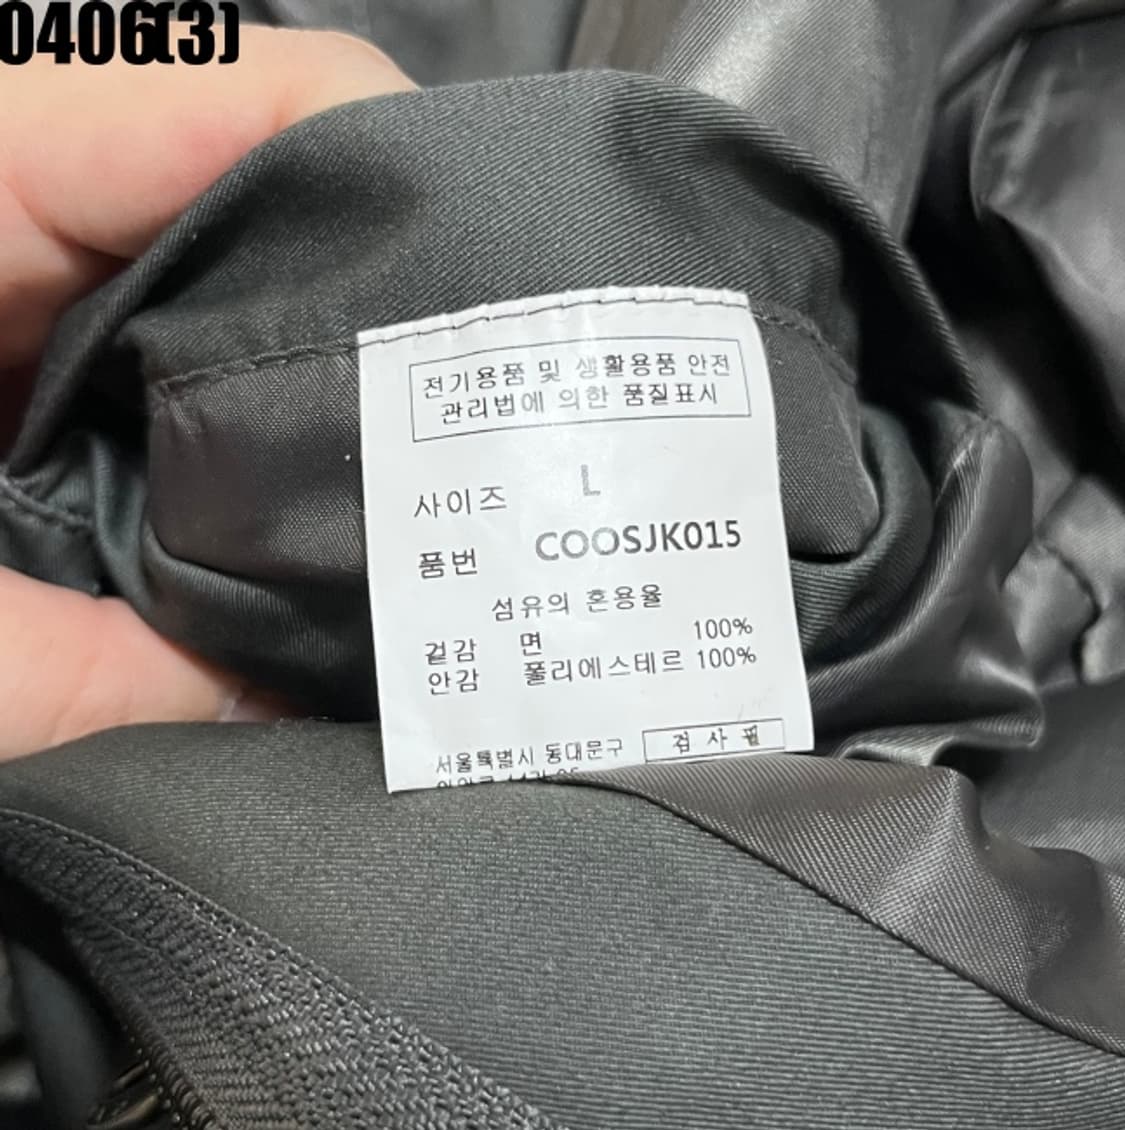 0406(3)
전기용품 및 생활용품 안전
관리법에 의한 품질표시
사이즈 L
품번 COOSJK015
섬유의 혼용율
겉감 면 100%
안감 폴리에스테르 100%
서울특별시 동대문구
검사필